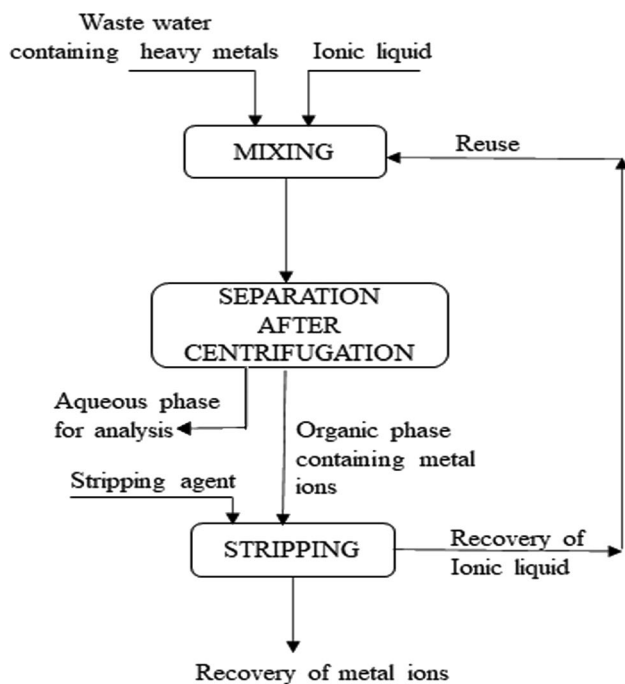 Waste water
containing heavy metals
Ionic liquid
MIXING
Reuse
SEPARATION
AFTER
CENTRIFUGATION
Aqueous phase
for analysis
Organic phase
containing metal
ions
Stripping agent
STRIPPING
Recovery of
Ionic liquid
Recovery of metal ions